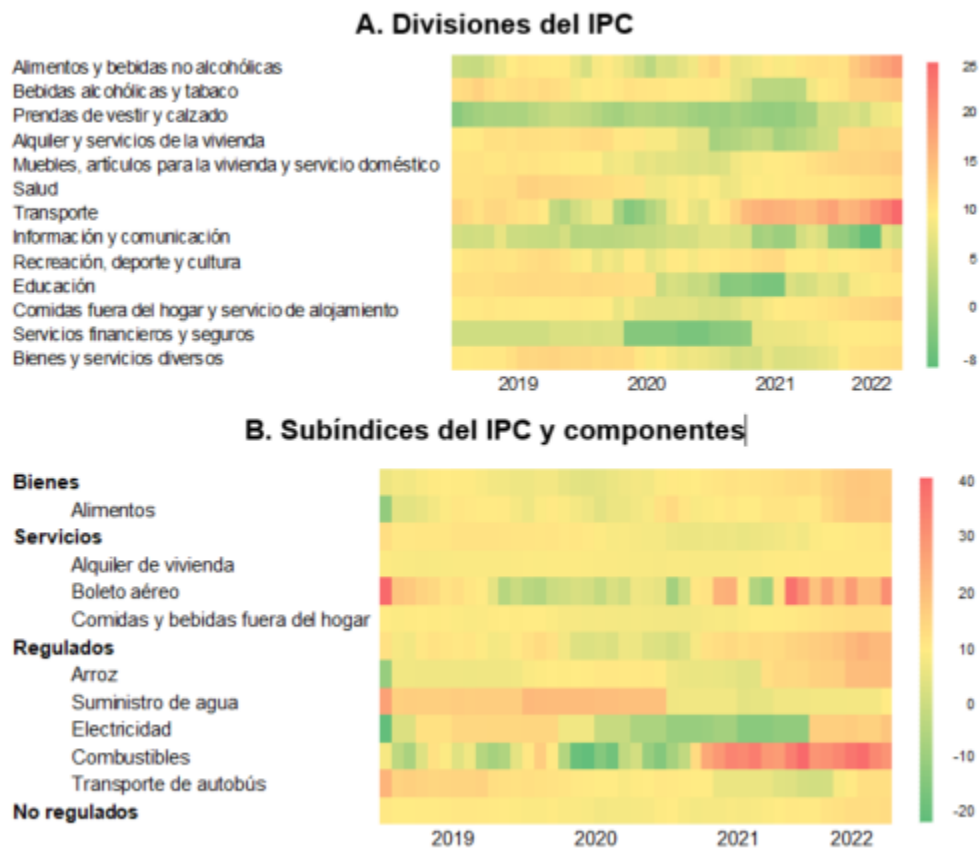 A. Divisiones del IPC
Alimentos y bebidas no alcohólicas
Bebidas alcohólicas y tabaco
Prendas de vestir y calzado
Alquiler y servicios de la vivienda
Muebles, artículos para la vivienda y servicio doméstico
Salud
Transporte
Información y comunicación
Recreación, deporte y cultura
Educación
Comidas fuera del hogar y servicio de alojamiento
Servicios financieros y seguros
Bienes y servicios diversos
25
20
15
10
5
0
-8
2019 2020 2021 2022
B. Subíndices del IPC y componentes
Bienes
Alimentos
Servicios
Alquiler de vivienda
Boleto aéreo
Comidas y bebidas fuera del hogar
Regulados
Arroz
Suministro de agua
Electricidad
Combustibles
Transporte de autobús
No regulados
40
30
20
10
0
-10
-20
2019 2020 2021 2022